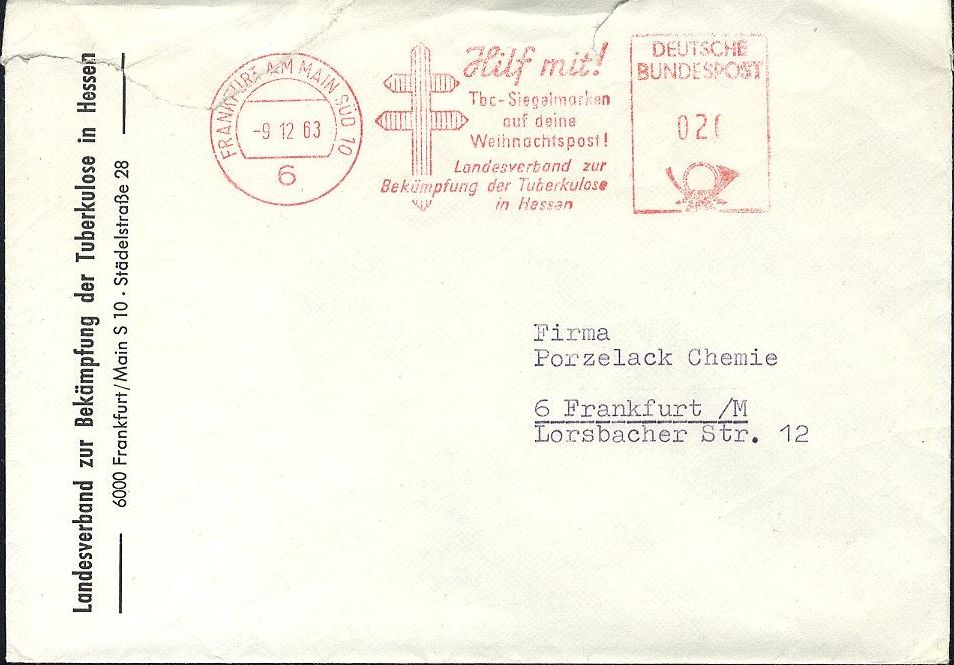 Landesverband zur Bekämpfung der Tuberkulose in Hessen
6000 Frankfurt/Main S 10 · Städelstraße 28
FRANKFURT AM MAIN SÜD 10
-9 12 63
6
Hilf mit!
Tbc-Siegelmarken
auf deine
Weihnachtspost!
Landesverband zur
Bekämpfung der Tuberkulose
in Hessen
DEUTSCHE
BUNDESPOST
Firma
Porzelack Chemie
6 Frankfurt /M
Lorsbacher Str. 12